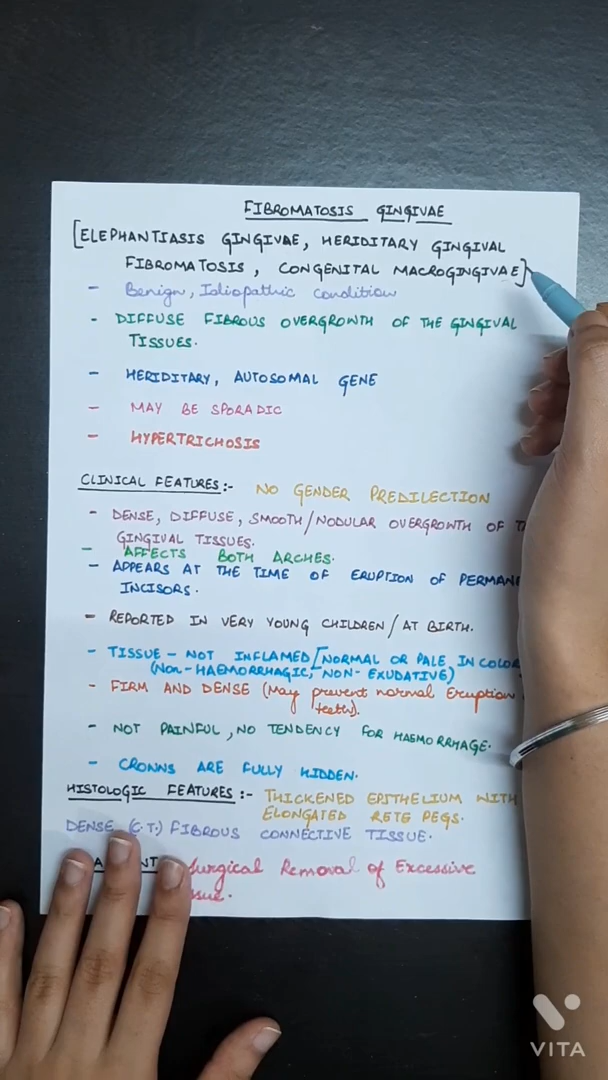 FIBROMATOSIS GINGIVAE
[ELEPHANTIASIS GINGIVAE, HERIDITARY GINGIVAL
FIBROMATOSIS, CONGENITAL MACROGINGIVAE]
- Benign, Idiopathic condition
- DIFFUSE FIBROUS OVERGROWTH OF THE GINGIVAL
TISSUES.
- HERIDITARY, AUTOSOMAL GENE
- MAY BE SPORADIC
- HYPERTRICHOSIS
CLINICAL FEATURES:- NO GENDER PREDILECTION
- DENSE, DIFFUSE, SMOOTH/NODULAR OVERGROWTH OF
GINGIVAL TISSUES.
- AFFECTS BOTH ARCHES.
- APPEARS AT THE TIME OF ERUPTION OF
INCISORS.
- REPORTED IN VERY YOUNG CHILDREN/AT BIRTH.
- TISSUE - NOT INFLAMED/NORMAL OR PALE, IN COLOR
(NON-HAEMORRHAGIC, NON-EXUDATIVE)
- FIRM AND DENSE (May prevent normal Eruption
teeth).
- NOT PAINFUL, NO TENDENCY FOR HAEMORRHAGE.
- CROWNS ARE FULLY HIDDEN.
HISTOLOGIC FEATURES:- THICKENED EPITHELIUM WITH
ELONGATED RETE PEGS.
DENSE (C.T.) FIBROUS CONNECTIVE TISSUE.
Surgical Removal of Excessive
VITA